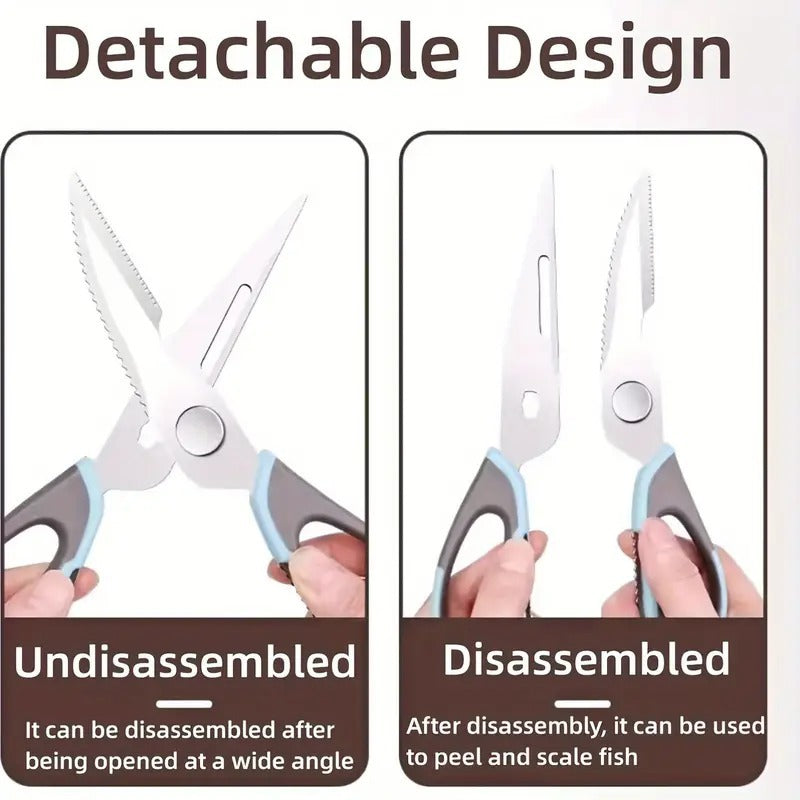 Detachable Design
Undisassembled
It can be disassembled after
being opened at a wide angle
Disassembled
After disassembly, it can be used
to peel and scale fish